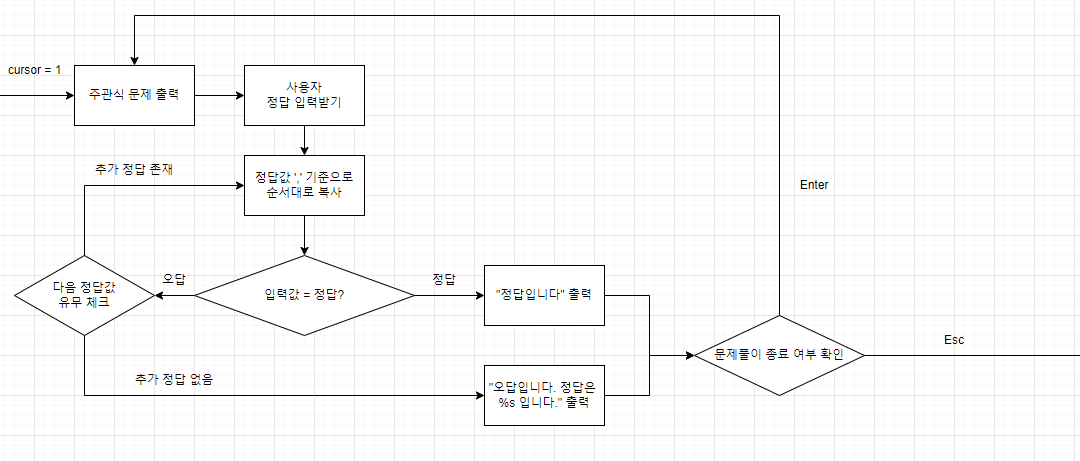 cursor = 1
주관식 문제 출력
사용자
정답 입력받기
추가 정답 존재
정답값 ',' 기준으로
순서대로 복사
Enter
다음 정답값
유무 체크
오답
입력값 = 정답?
정답
"정답입니다" 출력
문제풀이 종료 여부 확인
Esc
추가 정답 없음
"오답입니다. 정답은
%s 입니다." 출력